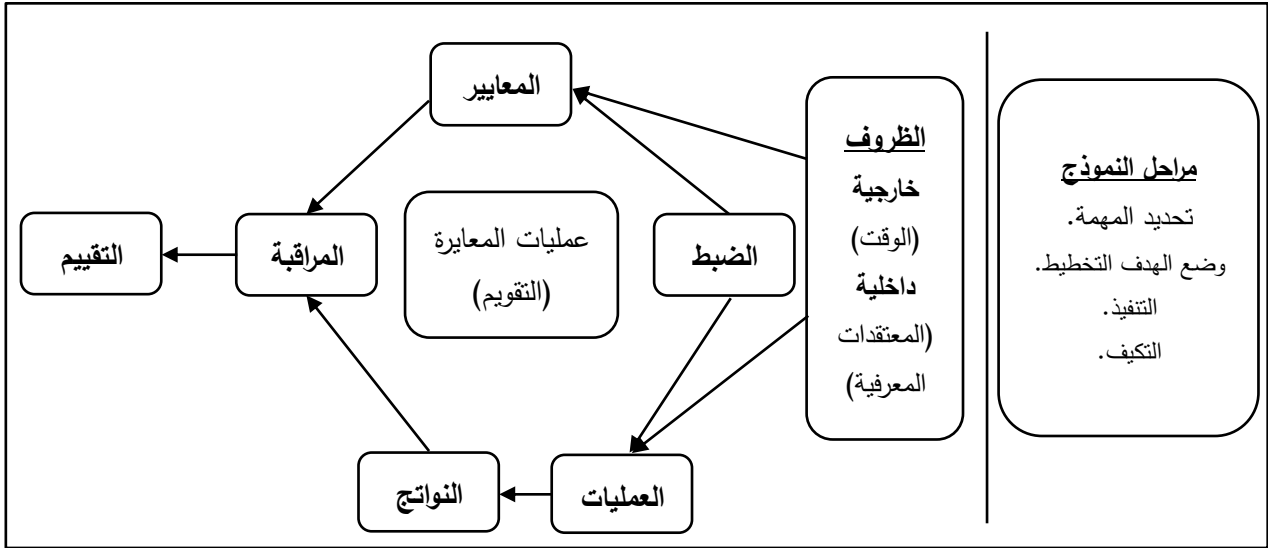 مراحل النموذج
تحديد المهمة.
وضع الهدف التخطيط.
التنفيذ.
التكيف.
الظروف
خارجية
(الوقت)
داخلية
(المعتقدات
المعرفية)
المعايير
الضبط
عمليات المعايرة
(التقويم)
المراقبة
التقييم
العمليات
النواتج